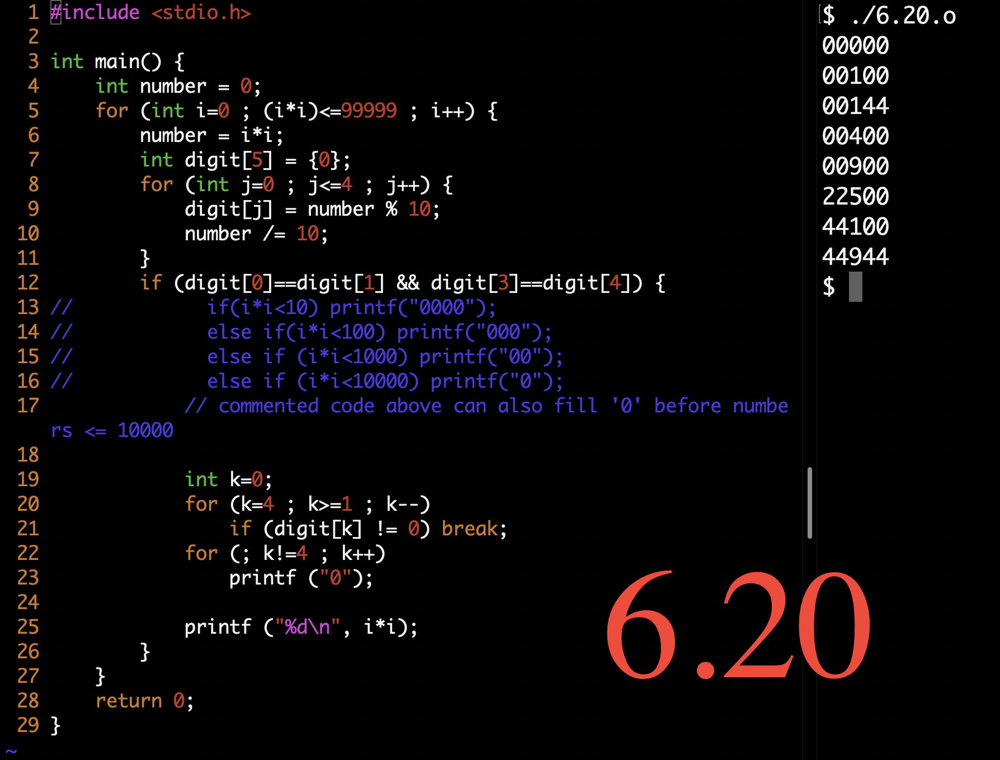 1 #include <stdio.h>
2
3 int main() {
4     int number = 0;
5     for (int i=0 ; (i*i)<=99999 ; i++) {
6         number = i*i;
7         int digit[5] = {0};
8         for (int j=0 ; j<=4 ; j++) {
9             digit[j] = number % 10;
10             number /= 10;
11         }
12         if (digit[0]==digit[1] && digit[3]==digit[4]) {
13 //            if(i*i<10) printf("0000");
14 //            else if(i*i<100) printf("000");
15 //            else if (i*i<1000) printf("00");
16 //            else if (i*i<10000) printf("0");
17             // commented code above can also fill '0' before numbe
rs <= 10000
18
19             int k=0;
20             for (k=4 ; k>=1 ; k--)
21                 if (digit[k] != 0) break;
22             for (; k!=4 ; k++)
23                 printf ("0");
24
25             printf ("%d\n", i*i);
26         }
27     }
28     return 0;
29 }
~
$ ./6.20.o
00000
00100
00144
00400
00900
22500
44100
44944
$
6.20